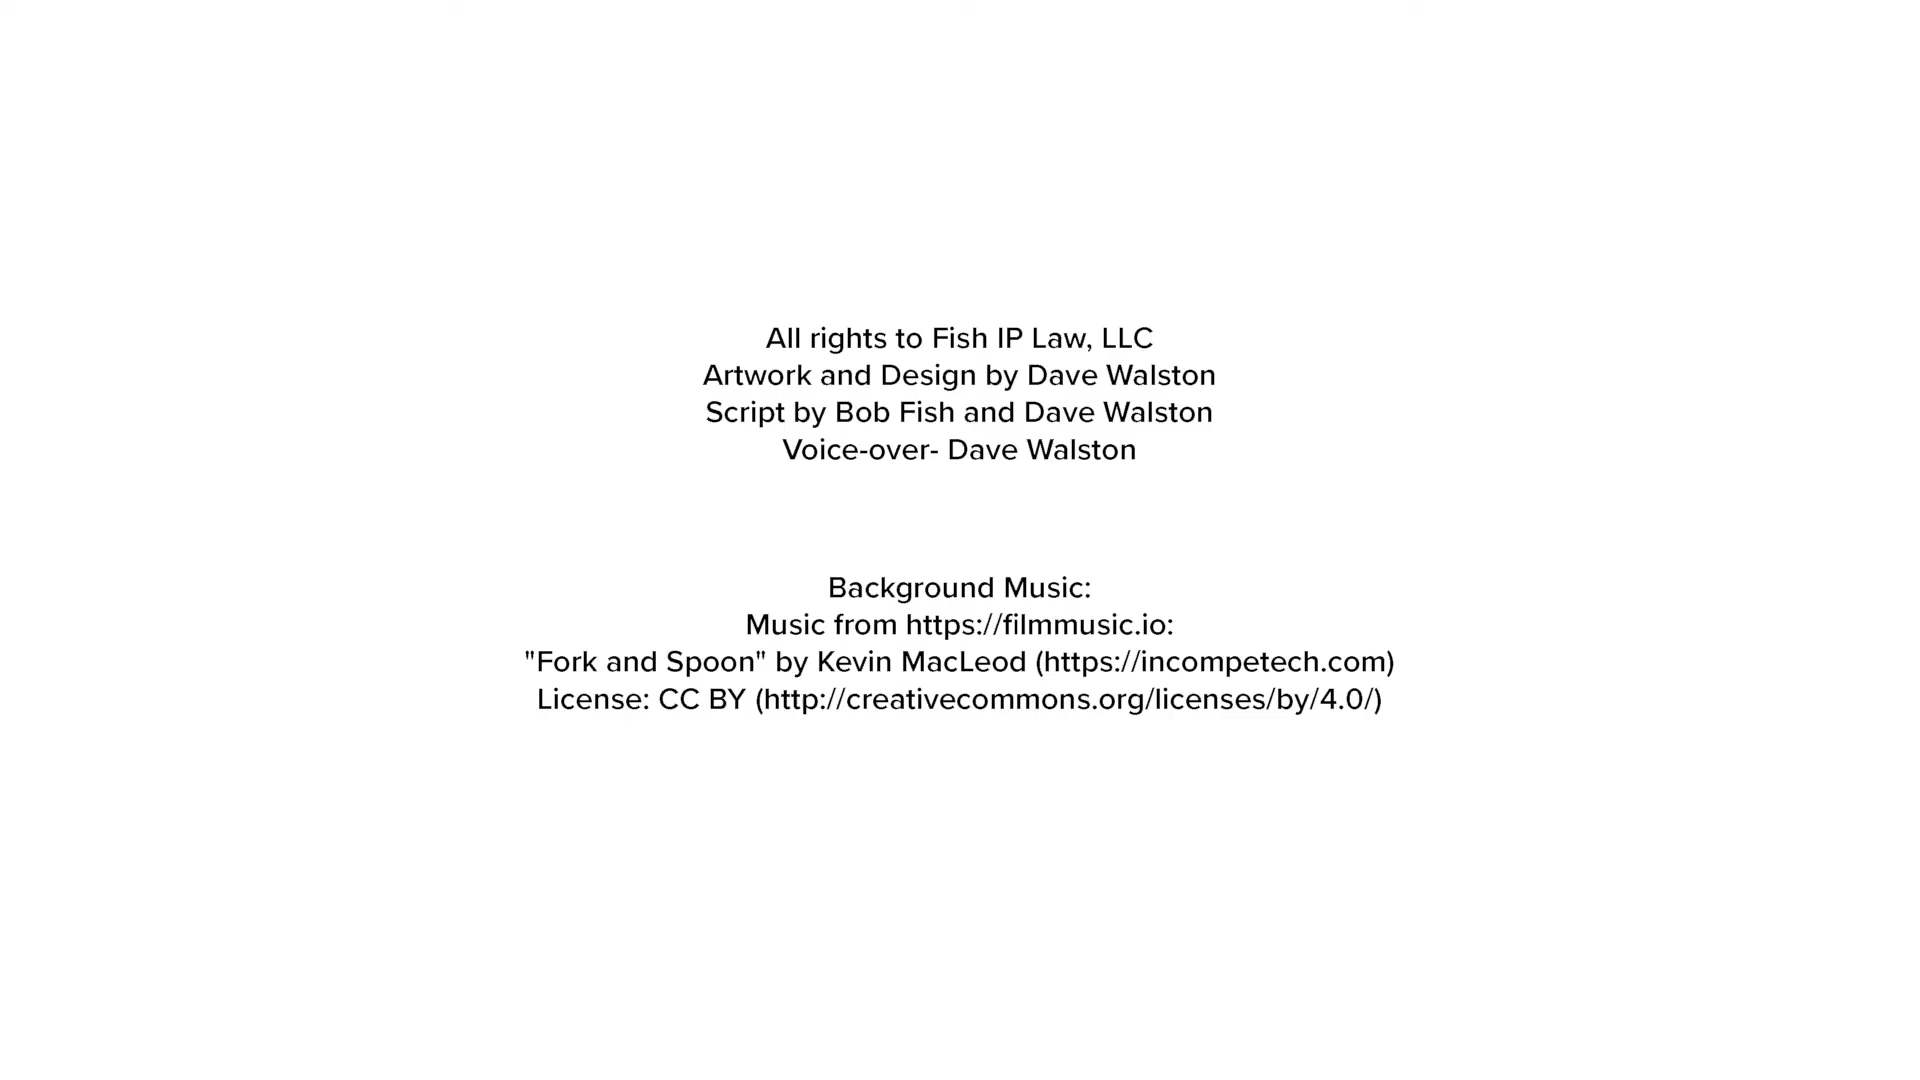 All rights to Fish IP Law, LLC
Artwork and Design by Dave Walston
Script by Bob Fish and Dave Walston
Voice-over- Dave Walston
Background Music:
Music from https://filmmusic.io:
"Fork and Spoon" by Kevin MacLeod (https://incompetech.com)
License: CC BY (http://creativecommons.org/licenses/by/4.0/)